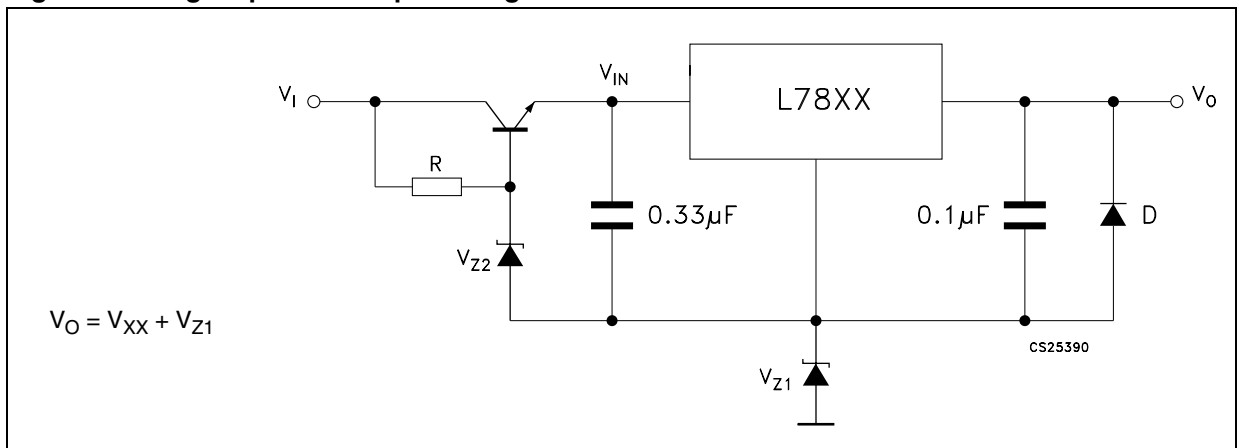 V_IN
V_I
L78XX
V_O
R
0.33μF
0.1μF
D
V_Z2
V_O = V_XX + V_Z1
CS25390
V_Z1